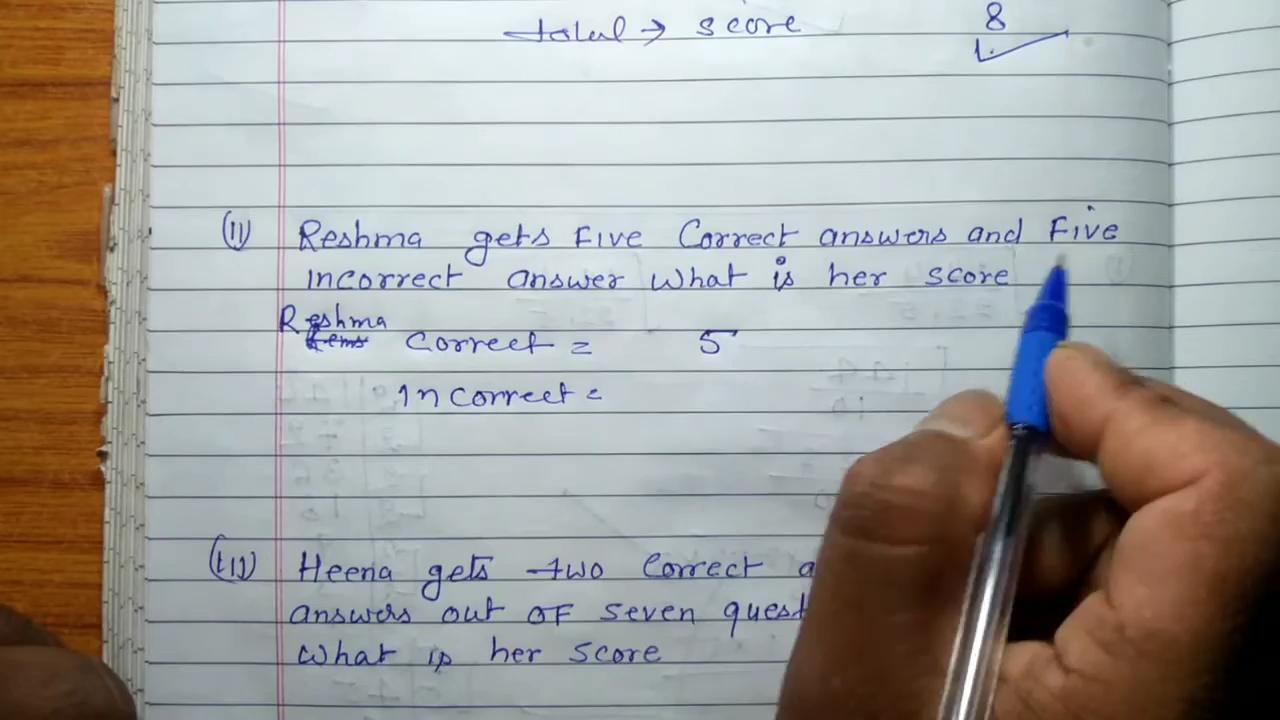 total → score 8
(ii) Reshma gets Five Correct answers and Five
incorrect answer what is her score
Reshma
Correct = 5
Incorrect =
(iii) Heena gets two Correct a
answers out OF seven quest
what is her score